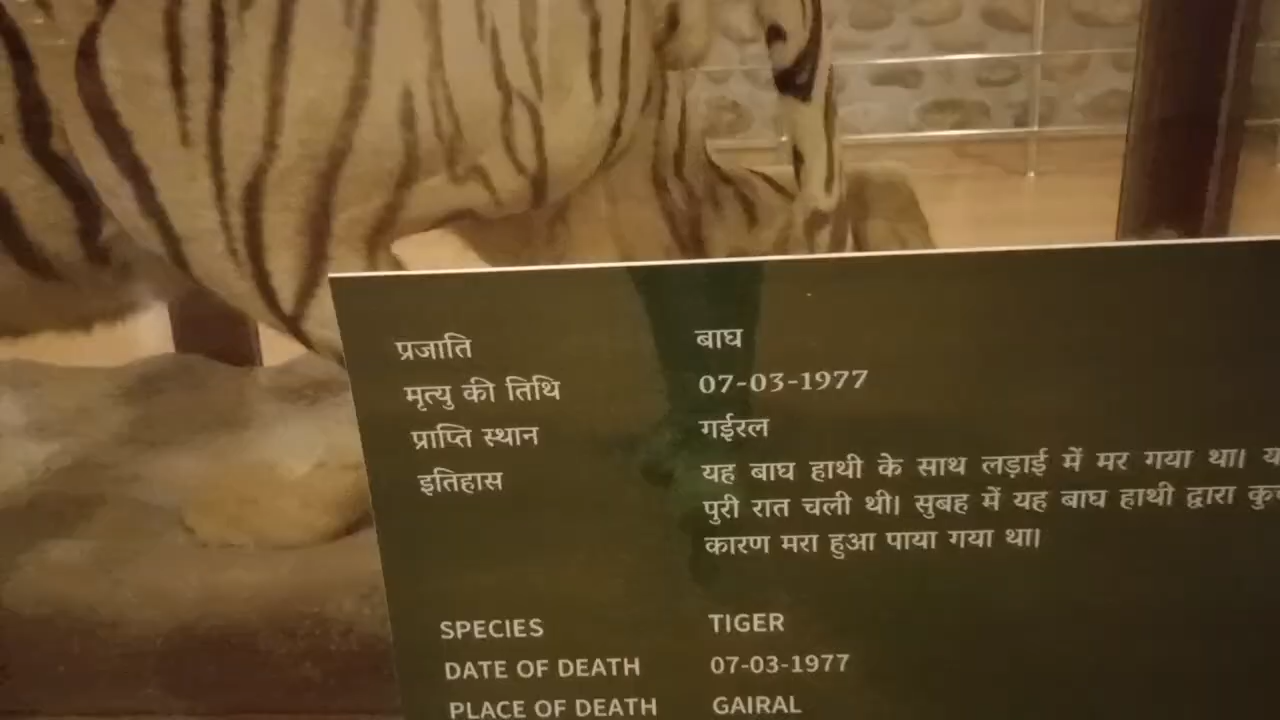 प्रजाति बाघ
मृत्यु की तिथि 07-03-1977
प्राप्ति स्थान गईरल
इतिहास यह बाघ हाथी के साथ लड़ाई में मर गया था।
पुरी रात चली थी। सुबह में यह बाघ हाथी द्वारा
कारण मरा हुआ पाया गया था।
SPECIES TIGER
DATE OF DEATH 07-03-1977
PLACE OF DEATH GAIRAL